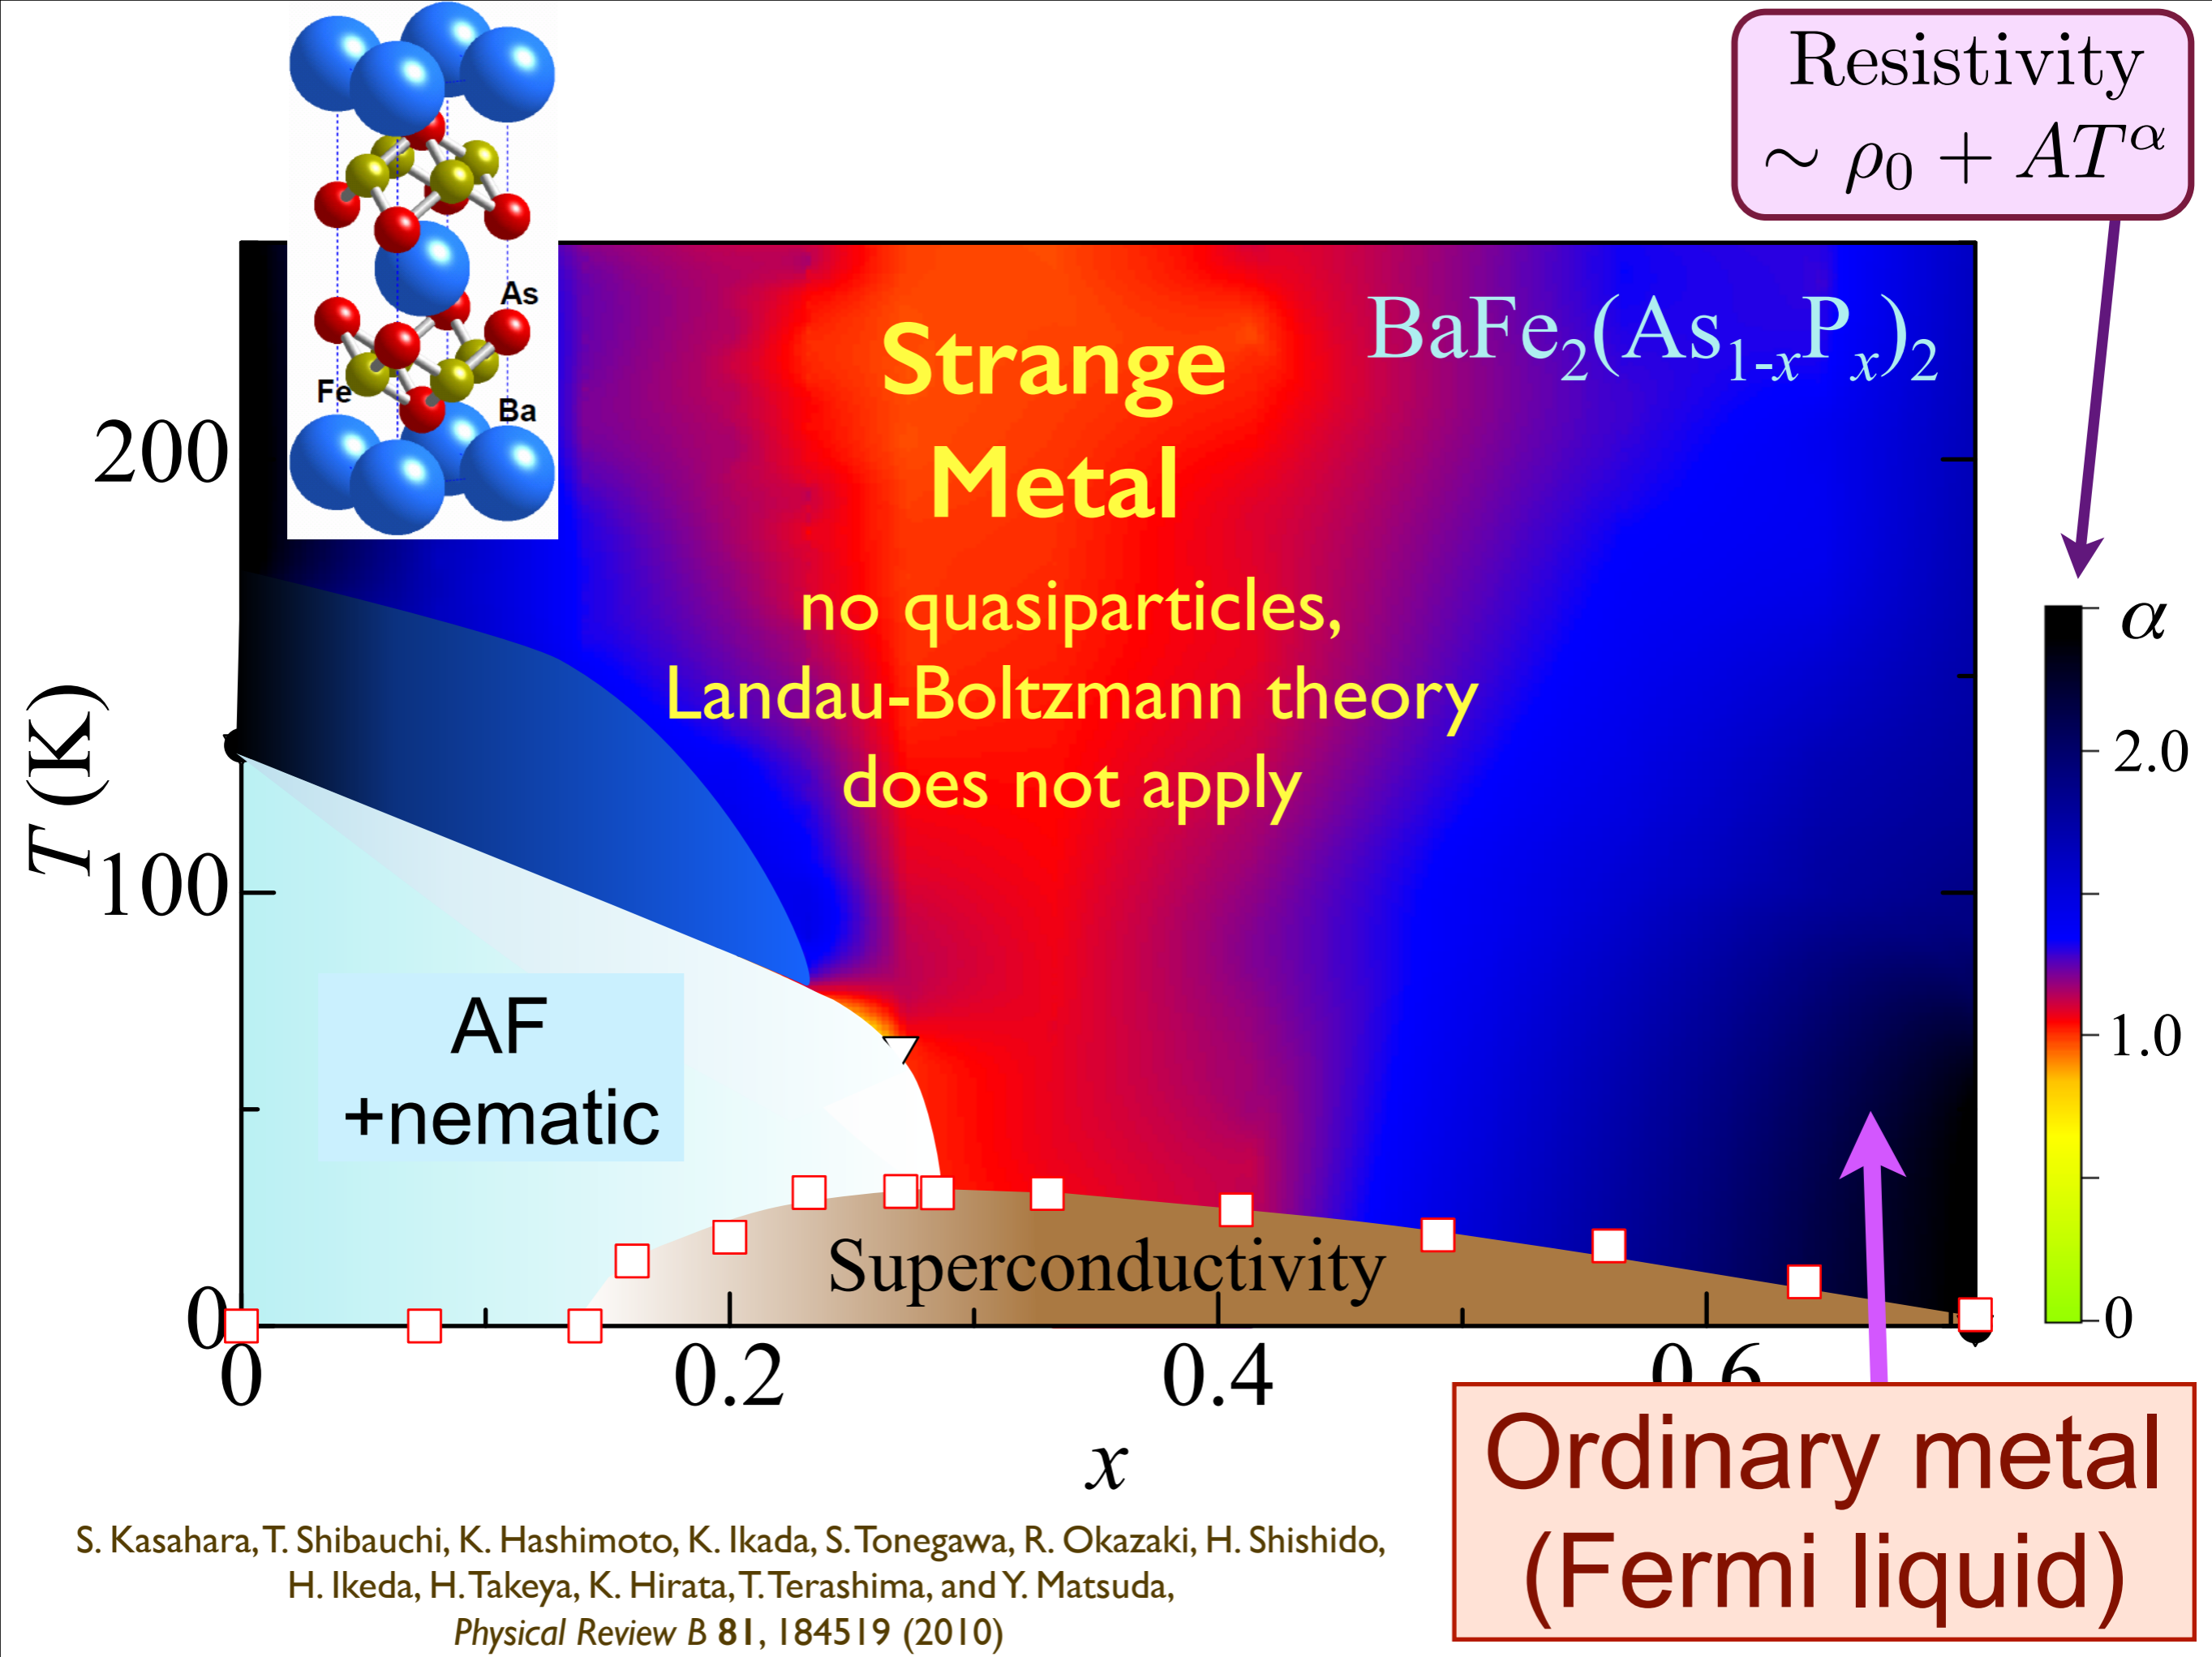 Resistivity
∼ ρ₀ + ATᵅ
As
Fe
Ba
BaFe₂(As₁₋ₓPₓ)₂
Strange
Metal
no quasiparticles,
Landau-Boltzmann theory
does not apply
α
2.0
1.0
0
T (K)
200
100
0
AF
+nematic
Superconductivity
0
0.2
0.4
0.6
x
Ordinary metal
(Fermi liquid)
S. Kasahara, T. Shibauchi, K. Hashimoto, K. Ikada, S. Tonegawa, R. Okazaki, H. Shishido,
H. Ikeda, H. Takeya, K. Hirata, T. Terashima, and Y. Matsuda,
Physical Review B 81, 184519 (2010)